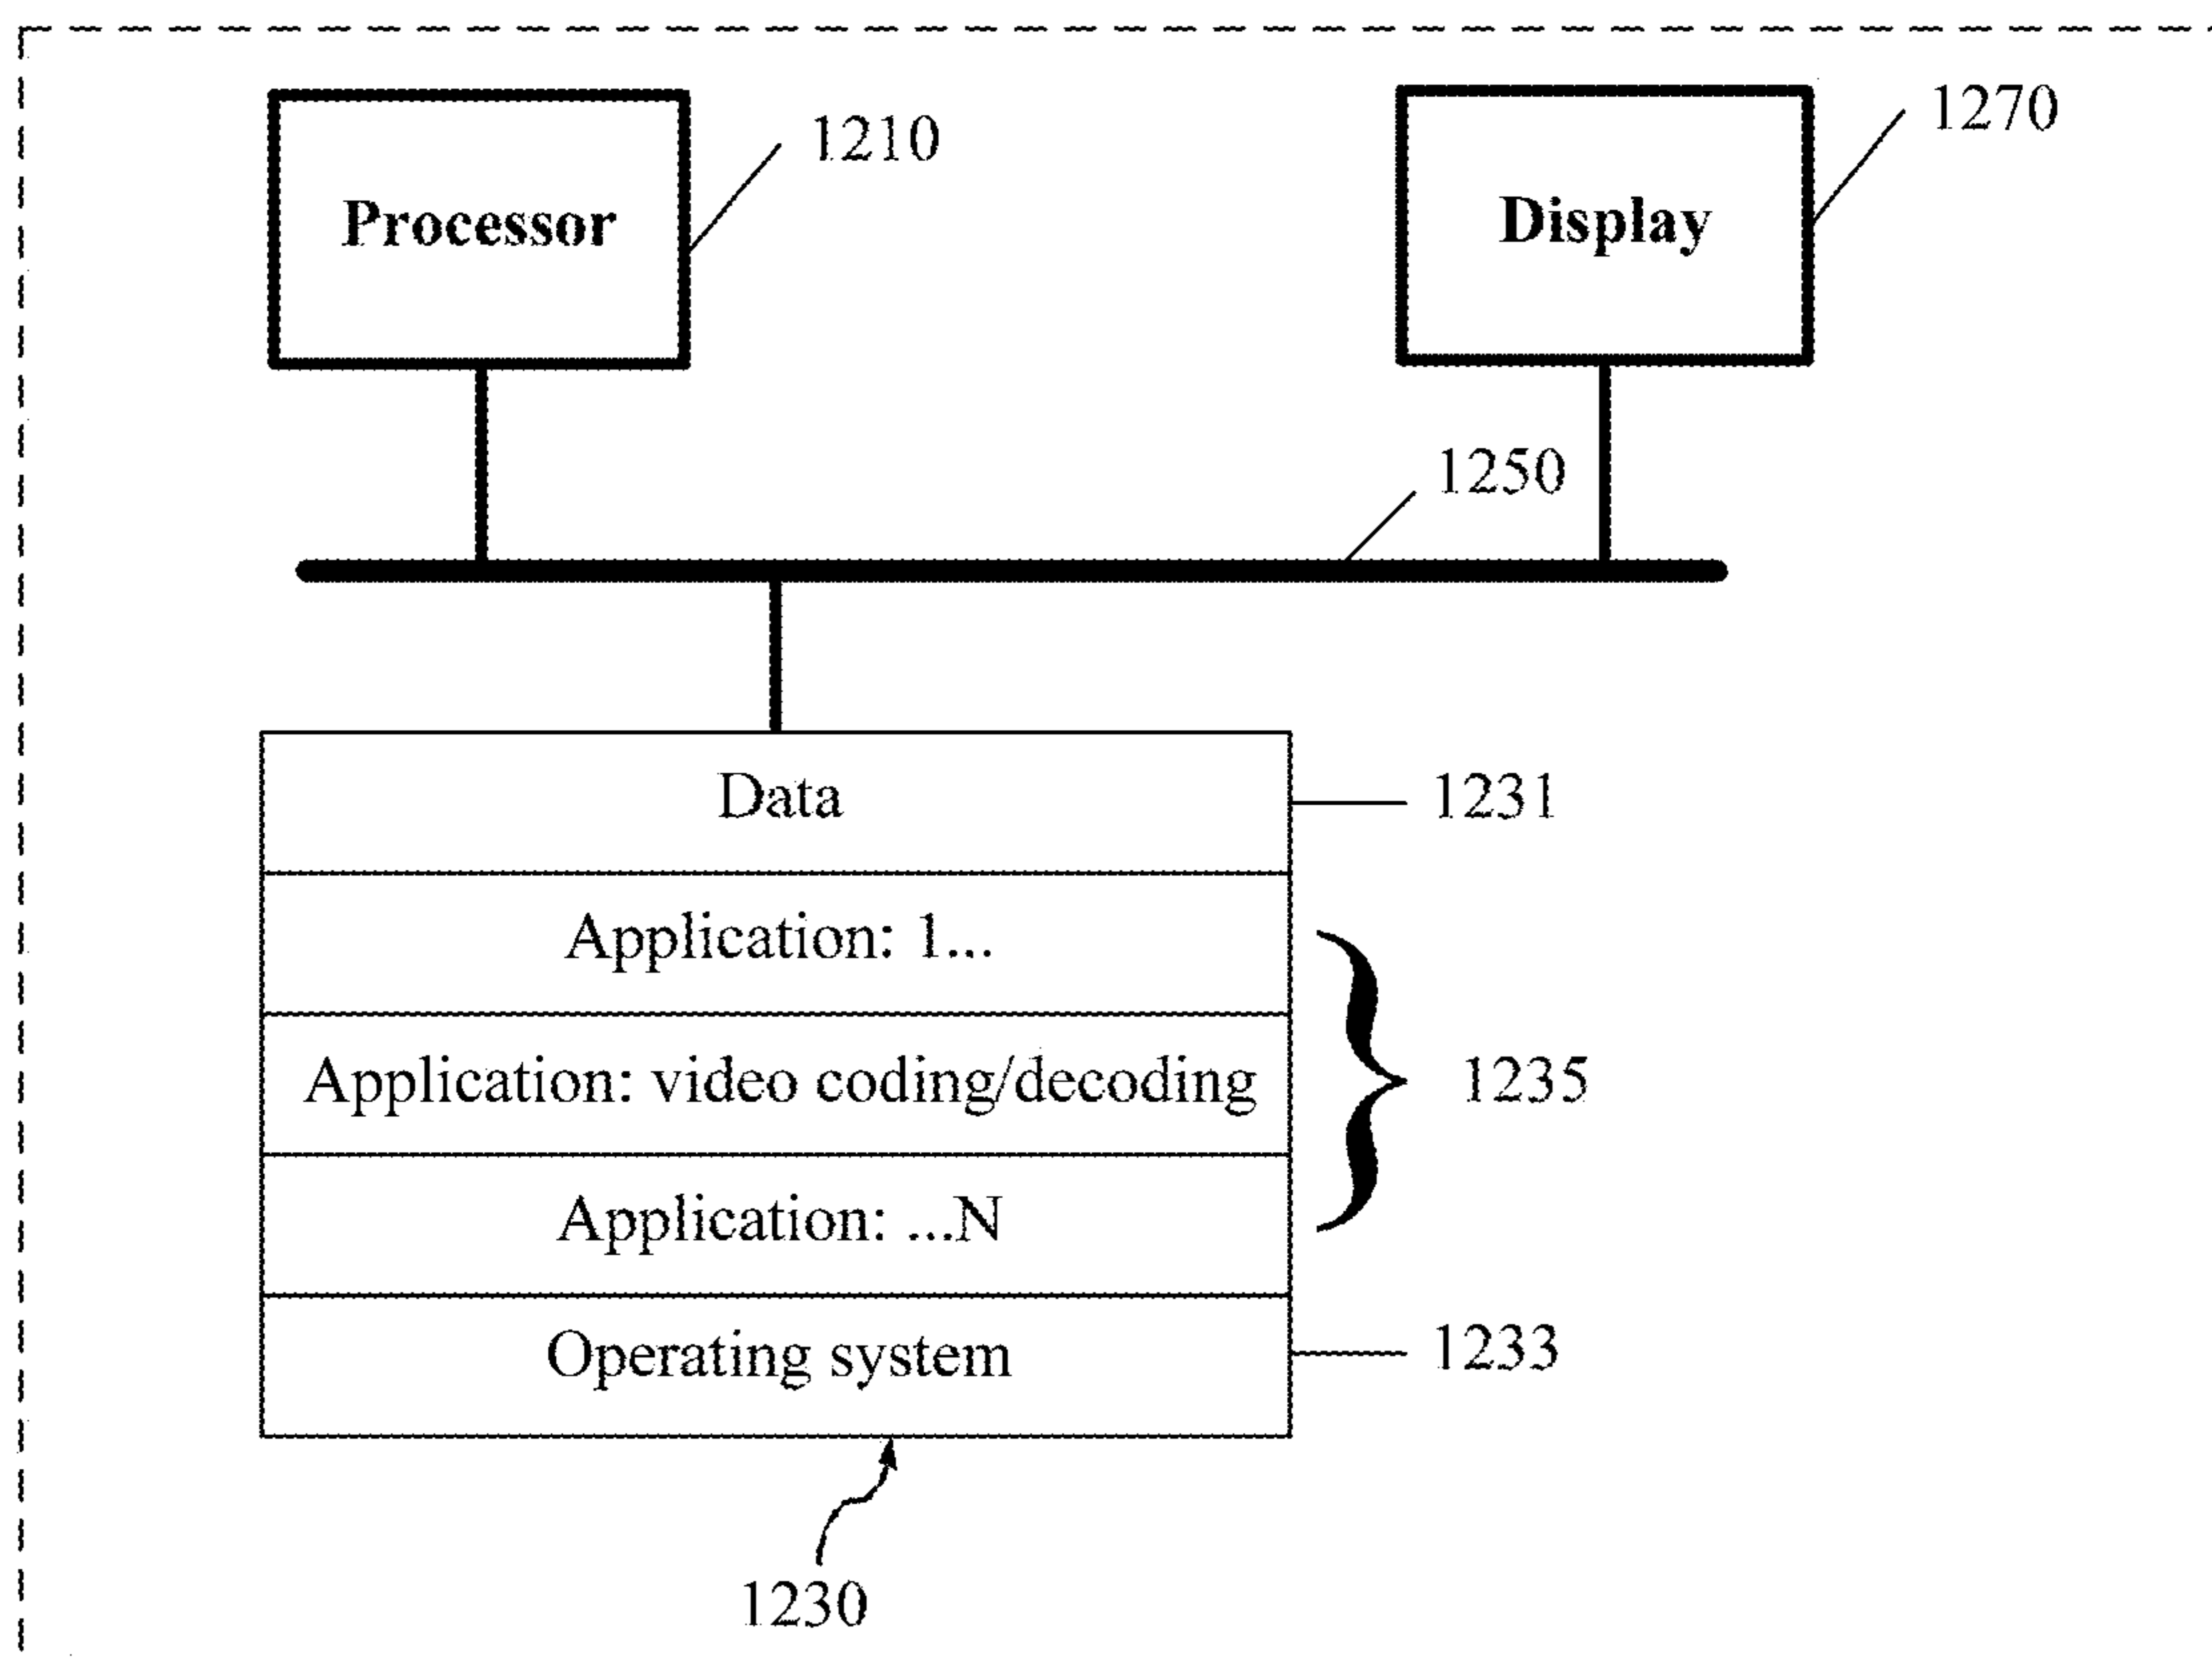 1210
1270
Processor
Display
1250
Data
1231
Application: 1...
Application: video coding/decoding
1235
Application: ...N
Operating system
1233
1230